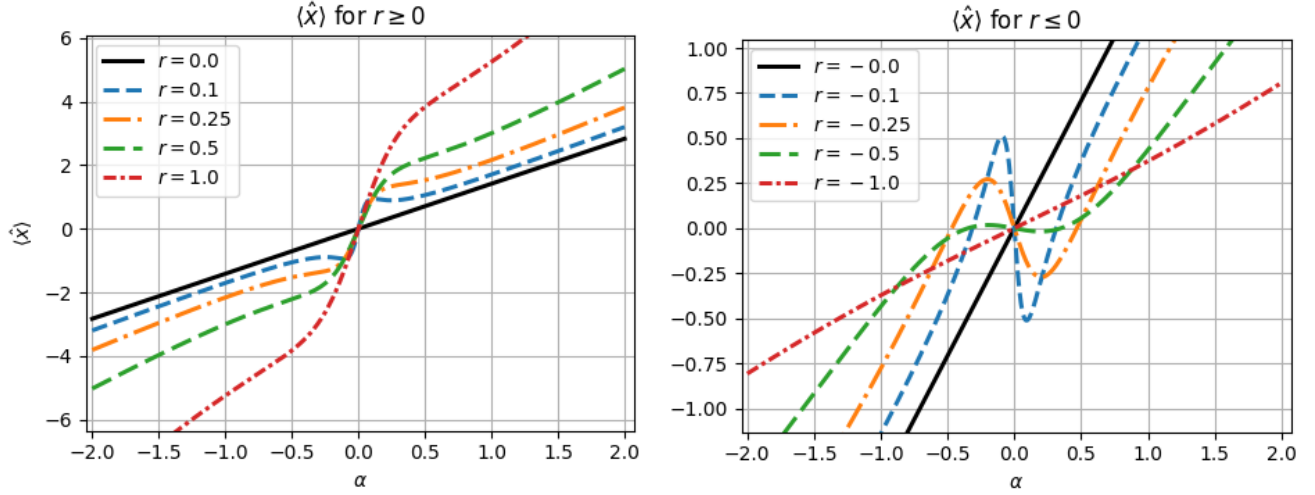 ⟨x̂⟩ for r ≥ 0
6
4
2
0
−2
−4
−6
⟨x̂⟩
r = 0.0
r = 0.1
r = 0.25
r = 0.5
r = 1.0
−2.0 −1.5 −1.0 −0.5 0.0 0.5 1.0 1.5 2.0
α
⟨x̂⟩ for r ≤ 0
1.00
0.75
0.50
0.25
0.00
−0.25
−0.50
−0.75
−1.00
r = −0.0
r = −0.1
r = −0.25
r = −0.5
r = −1.0
−2.0 −1.5 −1.0 −0.5 0.0 0.5 1.0 1.5 2.0
α